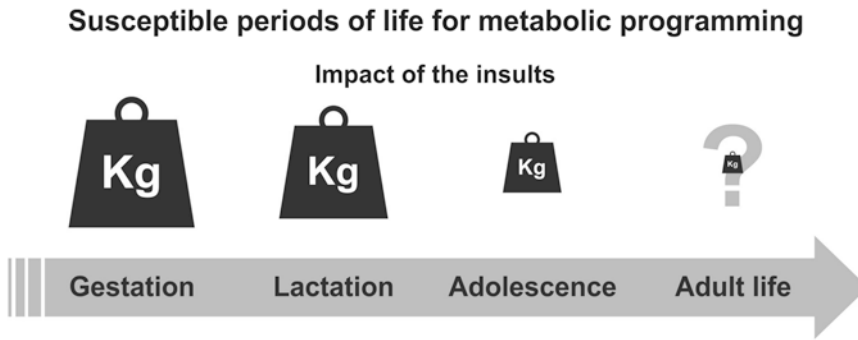 Susceptible periods of life for metabolic programming
Impact of the insults
Kg Kg Kg Kg
?
Gestation Lactation Adolescence Adult life